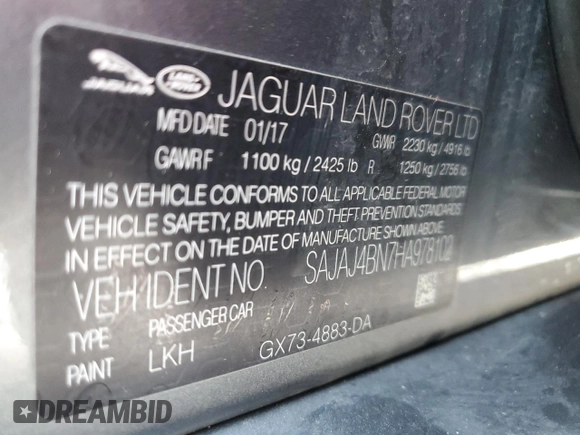 JAGUAR
LAND ROVER
JAGUAR LAND ROVER LTD
MFD DATE 01/17 GVWR 2230 kg / 4916 lb
GAWR F 1100 kg / 2425 lb R 1250 kg / 2756 lb
THIS VEHICLE CONFORMS TO ALL APPLICABLE FEDERAL MOTOR
VEHICLE SAFETY, BUMPER AND THEFT PREVENTION STANDARDS
IN EFFECT ON THE DATE OF MANUFACTURE SHOWN ABOVE.
VEH IDENT NO. SAJAJ4BN7HA978102
TYPE PASSENGER CAR
PAINT LKH GX73-4883-DA
DREAMBID